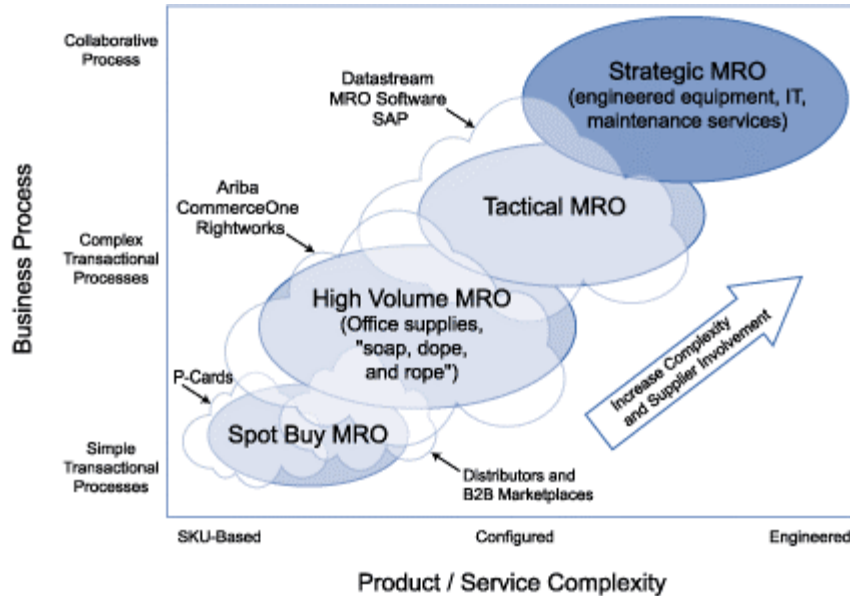 Collaborative
Process
Strategic MRO
(engineered equipment, IT,
maintenance services)
Datastream
MRO Software
SAP
Ariba
CommerceOne
Rightworks
Tactical MRO
Business Process
Complex
Transactional
Processes
High Volume MRO
(Office supplies,
"soap, dope,
and rope")
Increase Complexity
and Supplier Involvement
P-Cards
Spot Buy MRO
Simple
Transactional
Processes
Distributors and
B2B Marketplaces
SKU-Based
Configured
Engineered
Product / Service Complexity